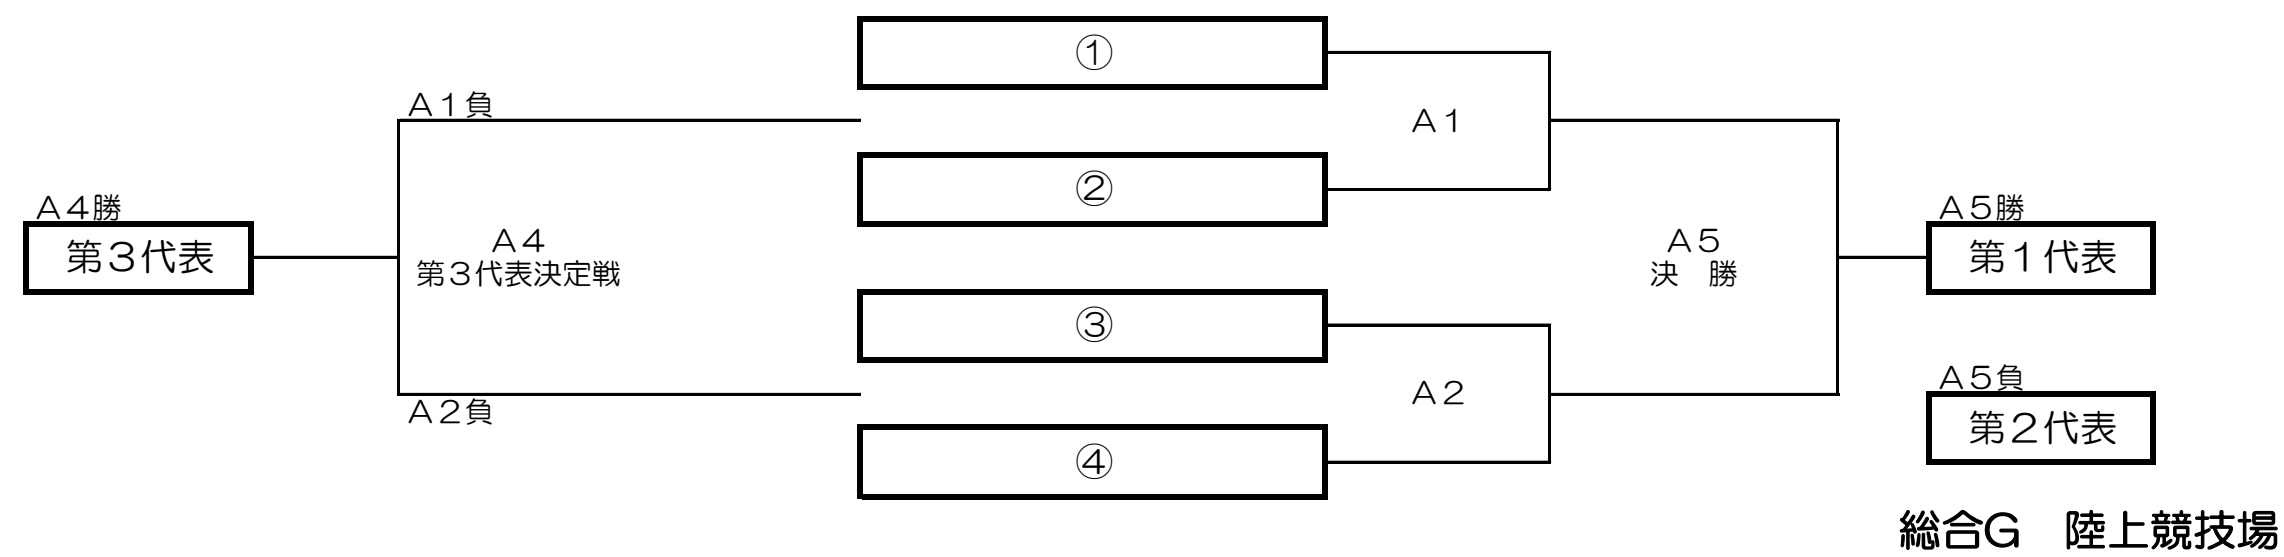 ①
A１負
A１
②
A４勝
A５勝
第３代表
A４
第３代表決定戦
A５
決　勝
第１代表
③
A５負
A２
A２負
第２代表
④
総合G　陸上競技場